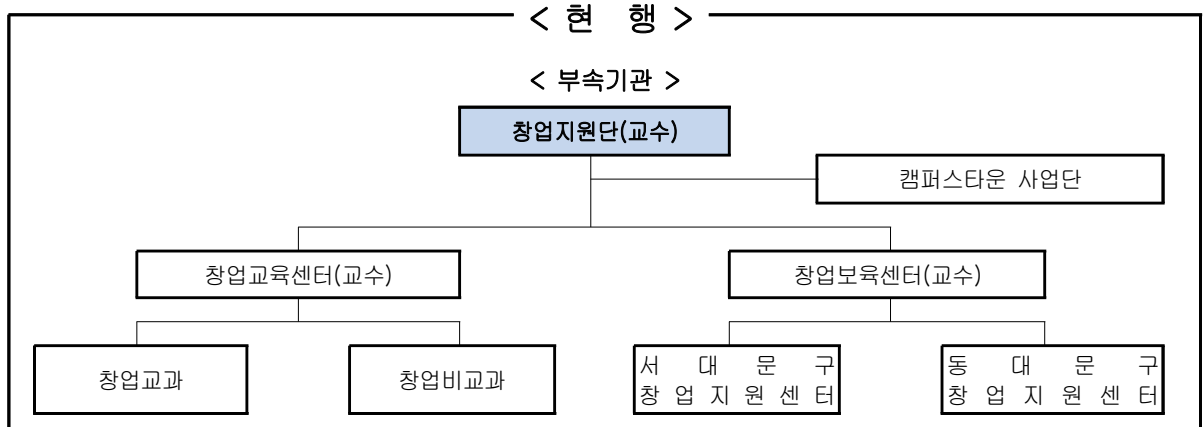 < 현 행 >
< 부속기관 >
창업지원단(교수)
캠퍼스타운 사업단
창업교육센터(교수)
창업보육센터(교수)
창업교과
창업비교과
서 대 문 구
창 업 지 원 센 터
동 대 문 구
창 업 지 원 센 터